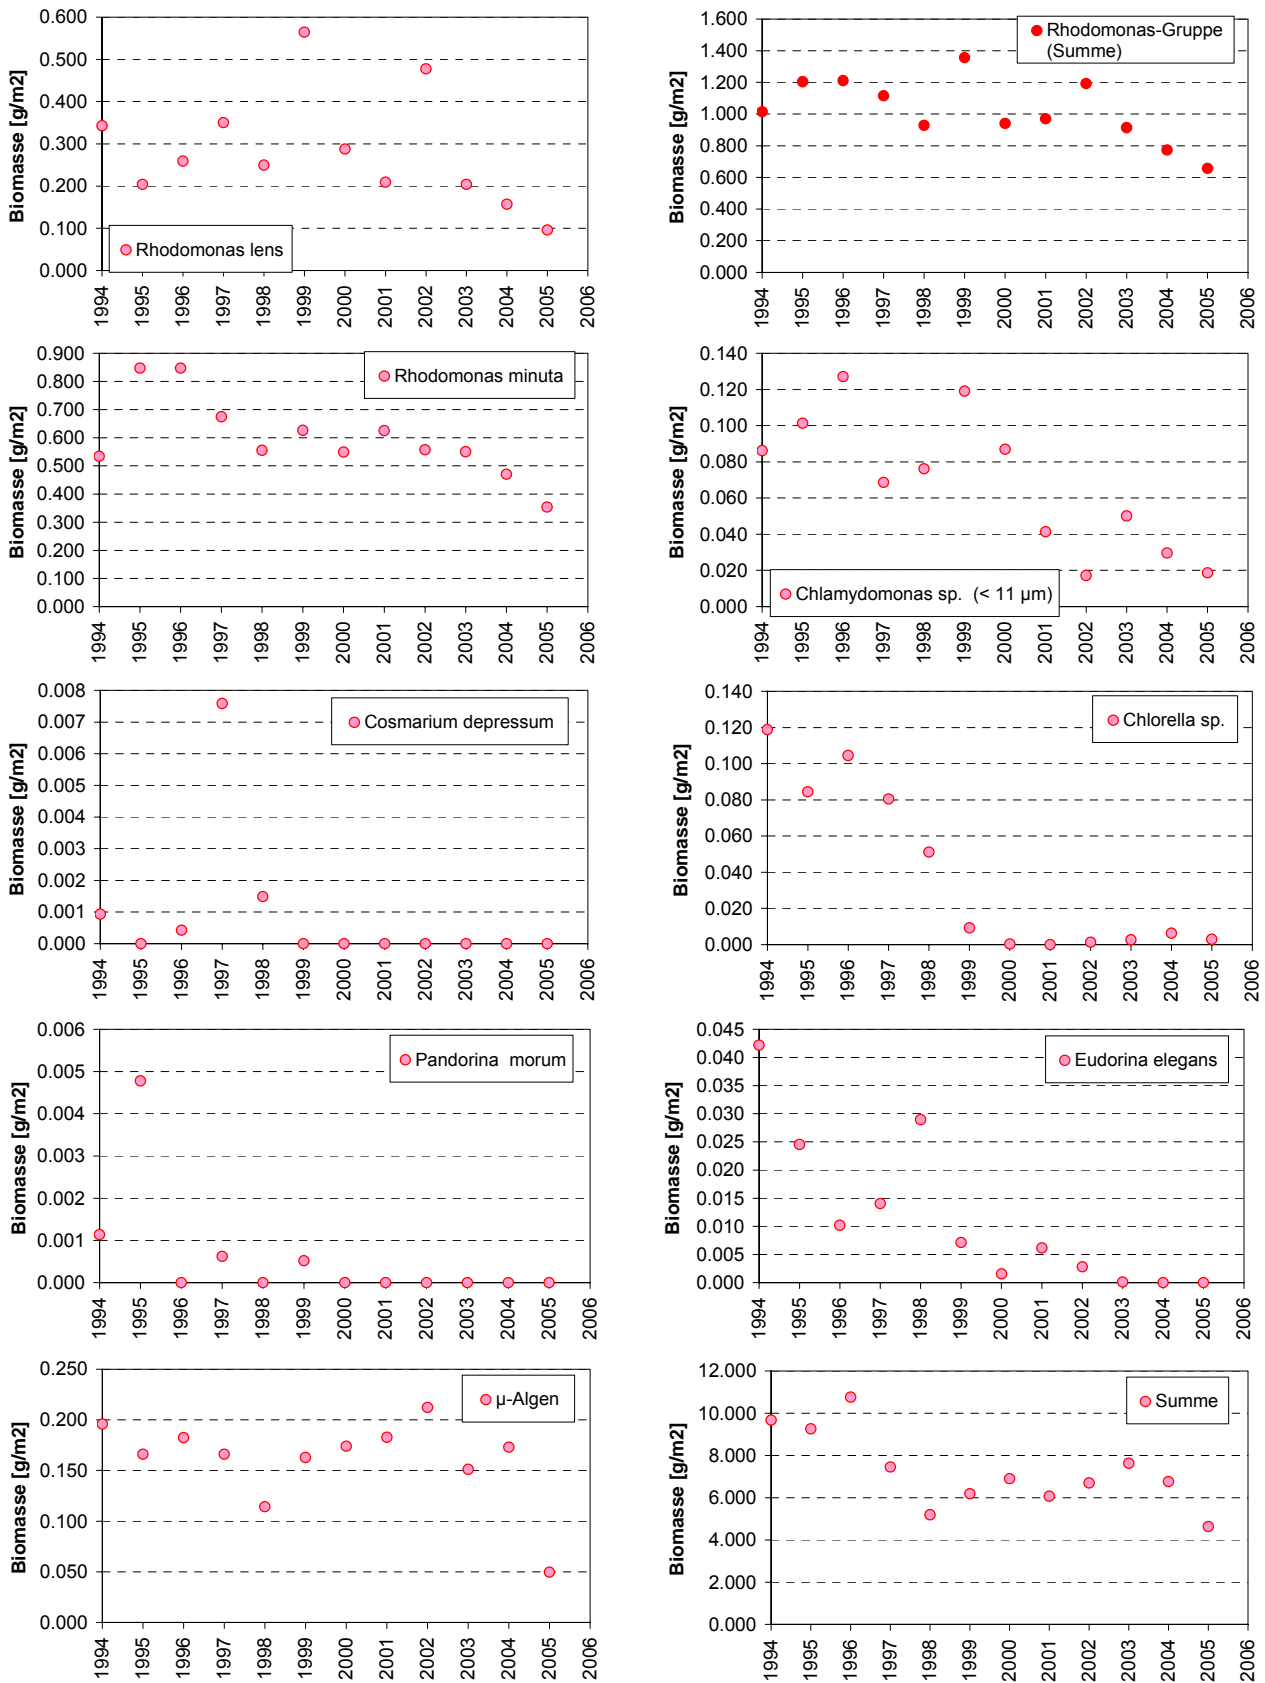 Biomasse [g/m2]
0.600
0.500
0.400
0.300
0.200
0.100
0.000
Rhodomonas lens
1994 1995 1996 1997 1998 1999 2000 2001 2002 2003 2004 2005 2006
Biomasse [g/m2]
1.600
1.400
1.200
1.000
0.800
0.600
0.400
0.200
0.000
Rhodomonas-Gruppe
(Summe)
1994 1995 1996 1997 1998 1999 2000 2001 2002 2003 2004 2005 2006
Biomasse [g/m2]
0.900
0.800
0.700
0.600
0.500
0.400
0.300
0.200
0.100
0.000
Rhodomonas minuta
1994 1995 1996 1997 1998 1999 2000 2001 2002 2003 2004 2005 2006
Biomasse [g/m2]
0.140
0.120
0.100
0.080
0.060
0.040
0.020
0.000
Chlamydomonas sp. (< 11 µm)
1994 1995 1996 1997 1998 1999 2000 2001 2002 2003 2004 2005 2006
Biomasse [g/m2]
0.008
0.007
0.006
0.005
0.004
0.003
0.002
0.001
0.000
Cosmarium depressum
1994 1995 1996 1997 1998 1999 2000 2001 2002 2003 2004 2005 2006
Biomasse [g/m2]
0.140
0.120
0.100
0.080
0.060
0.040
0.020
0.000
Chlorella sp.
1994 1995 1996 1997 1998 1999 2000 2001 2002 2003 2004 2005 2006
Biomasse [g/m2]
0.006
0.005
0.004
0.003
0.002
0.001
0.000
Pandorina morum
1994 1995 1996 1997 1998 1999 2000 2001 2002 2003 2004 2005 2006
Biomasse [g/m2]
0.045
0.040
0.035
0.030
0.025
0.020
0.015
0.010
0.005
0.000
Eudorina elegans
1994 1995 1996 1997 1998 1999 2000 2001 2002 2003 2004 2005 2006
Biomasse [g/m2]
0.250
0.200
0.150
0.100
0.050
0.000
µ-Algen
1994 1995 1996 1997 1998 1999 2000 2001 2002 2003 2004 2005 2006
Biomasse [g/m2]
12.000
10.000
8.000
6.000
4.000
2.000
0.000
Summe
1994 1995 1996 1997 1998 1999 2000 2001 2002 2003 2004 2005 2006